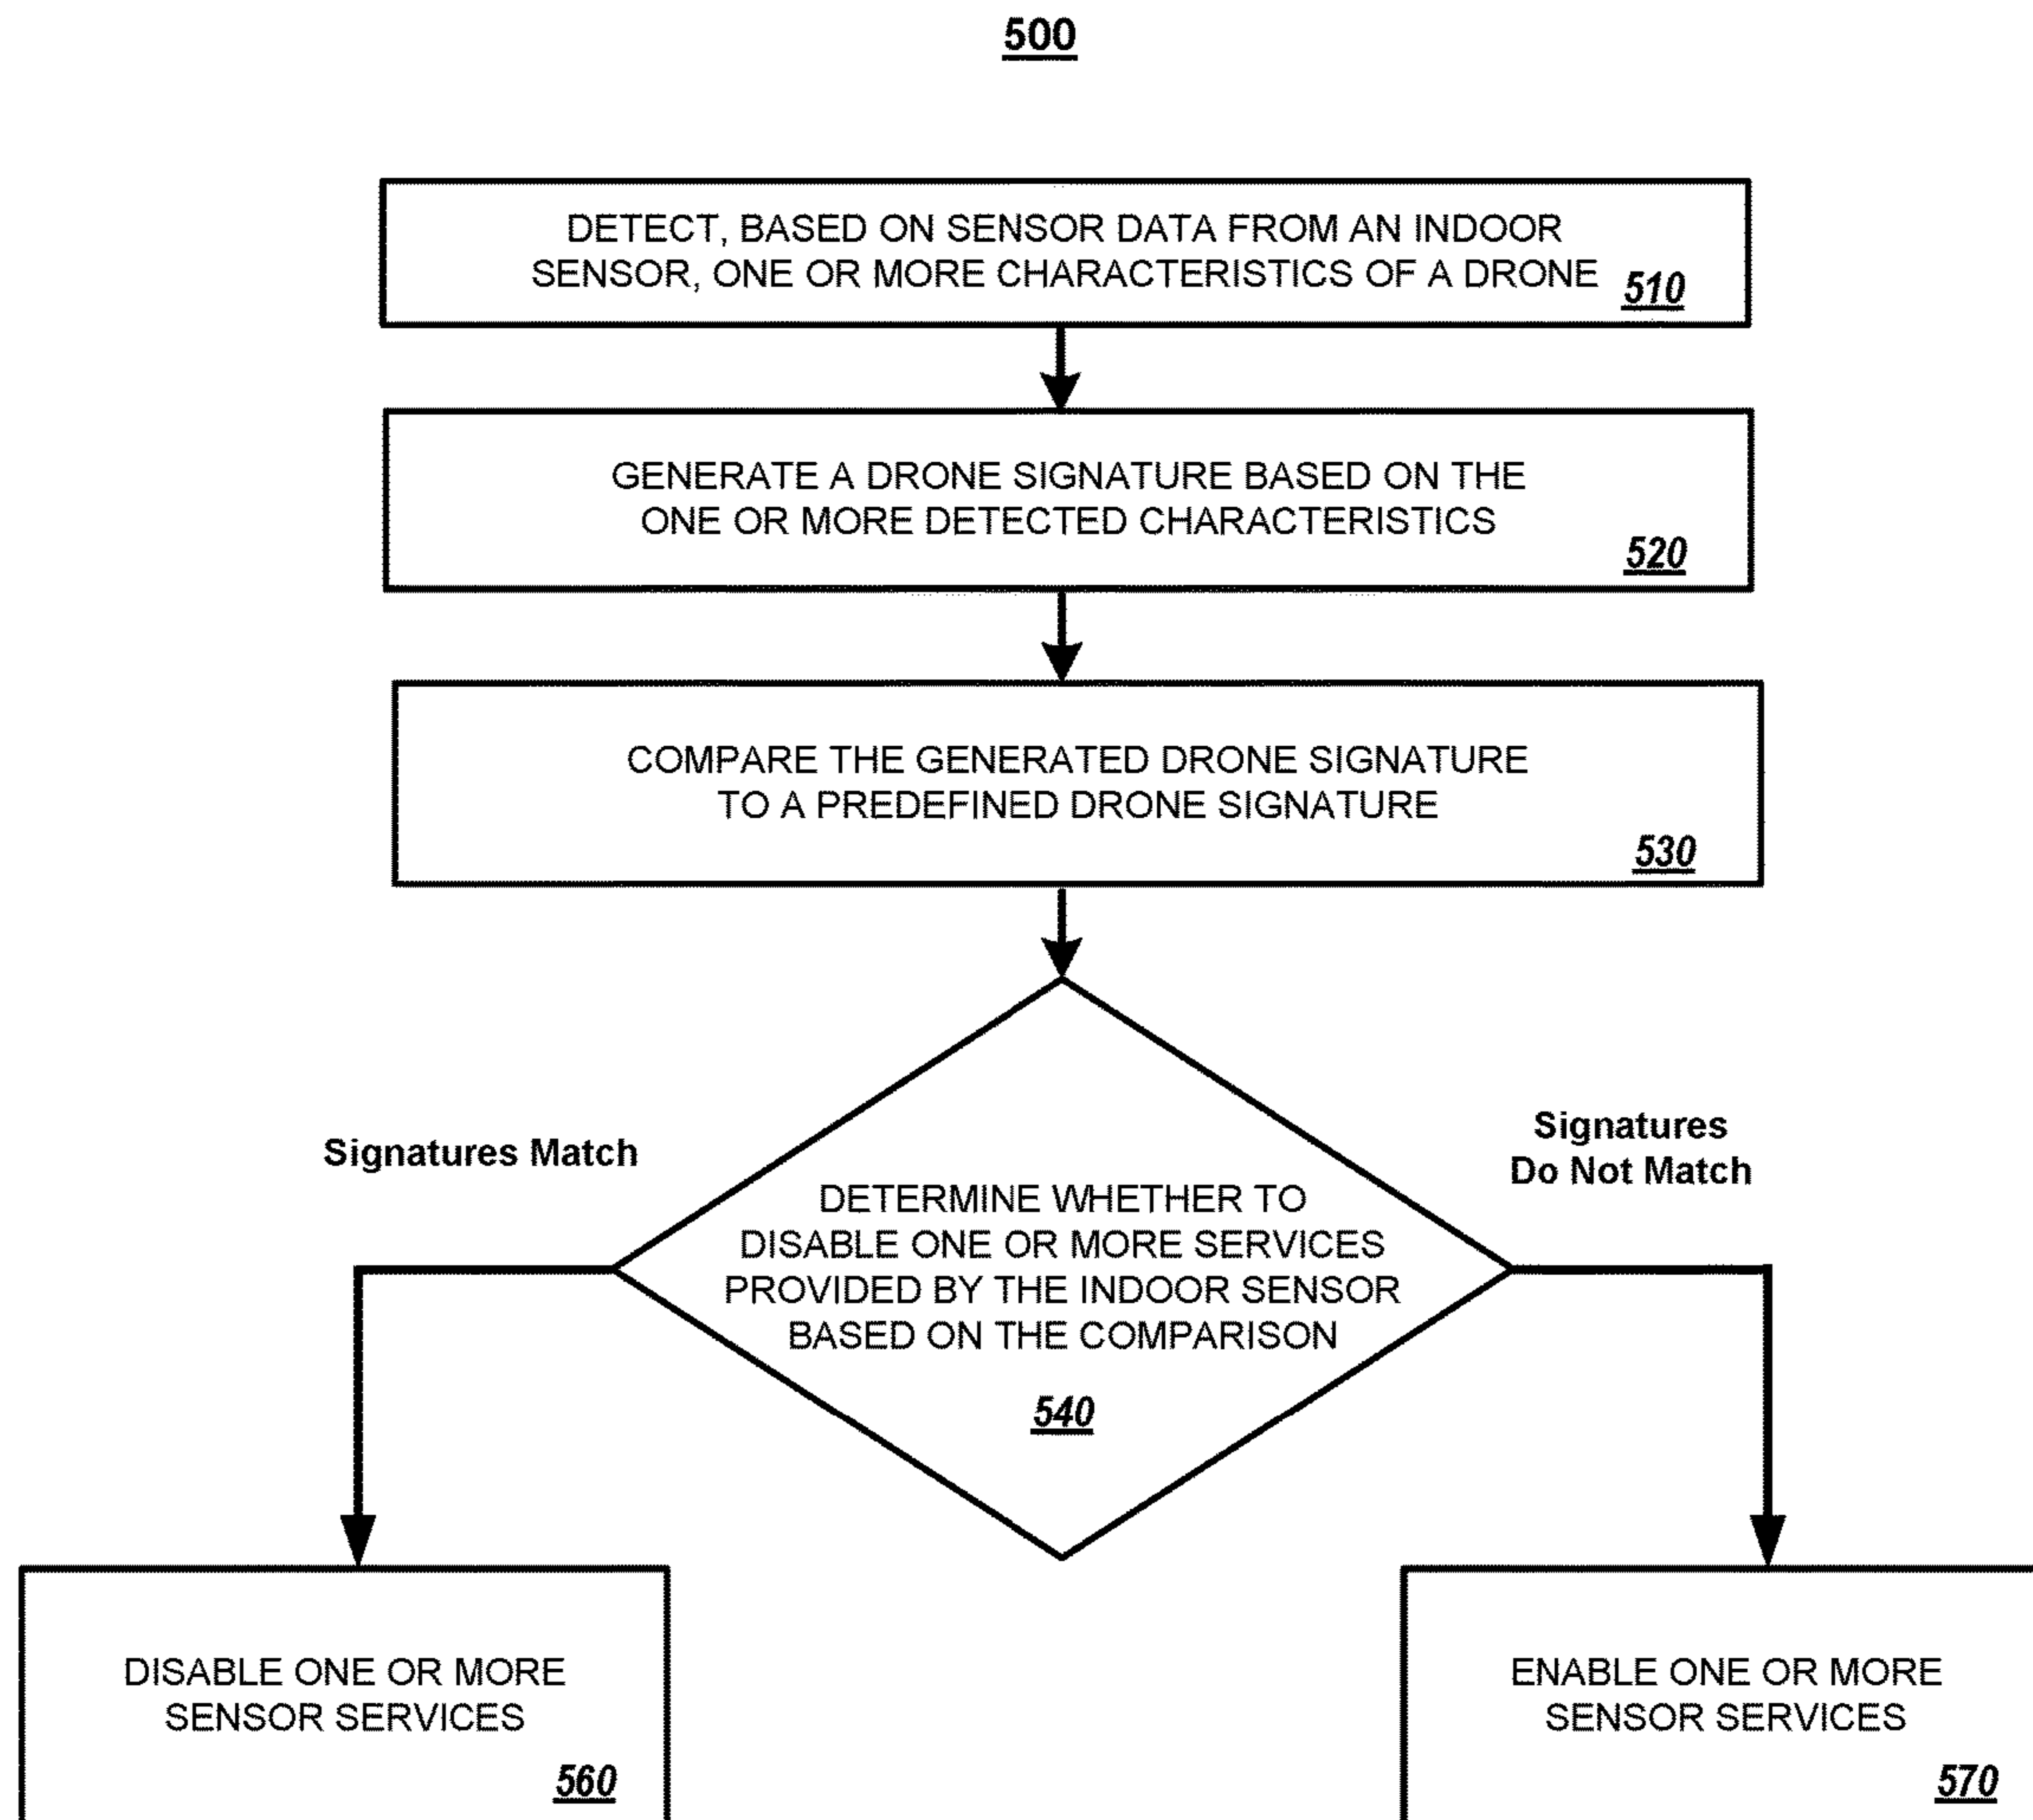 500
DETECT, BASED ON SENSOR DATA FROM AN INDOOR
SENSOR, ONE OR MORE CHARACTERISTICS OF A DRONE
510
GENERATE A DRONE SIGNATURE BASED ON THE
ONE OR MORE DETECTED CHARACTERISTICS
520
COMPARE THE GENERATED DRONE SIGNATURE
TO A PREDEFINED DRONE SIGNATURE
530
Signatures Match
Signatures
Do Not Match
DETERMINE WHETHER TO
DISABLE ONE OR MORE SERVICES
PROVIDED BY THE INDOOR SENSOR
BASED ON THE COMPARISON
540
DISABLE ONE OR MORE
SENSOR SERVICES
560
ENABLE ONE OR MORE
SENSOR SERVICES
570